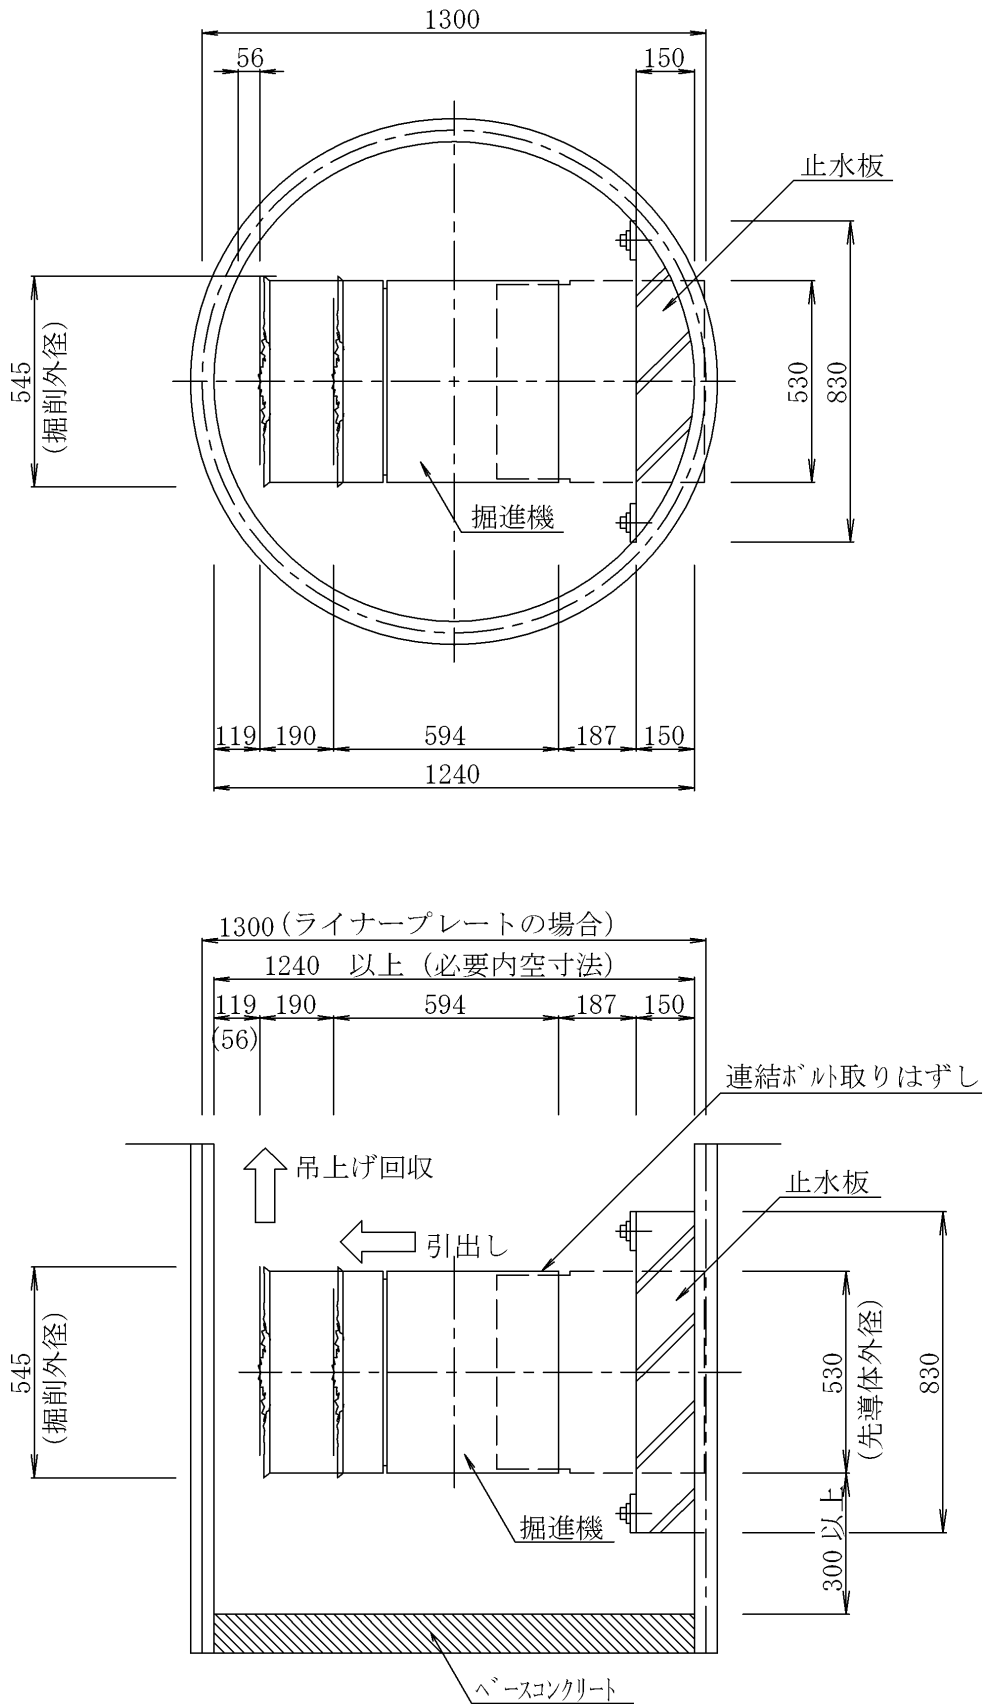 1300
56
150
止水板
545
(掘削外径)
530
830
掘進機
119
190
594
187
150
1240
1300(ライナープレートの場合)
1240 以上(必要内空寸法)
119
190
594
187
150
(56)
連結ボルト取りはずし
吊上げ回収
止水板
引出し
545
(掘削外径)
530
(先導体外径)
830
掘進機
300以上
ベースコンクリート